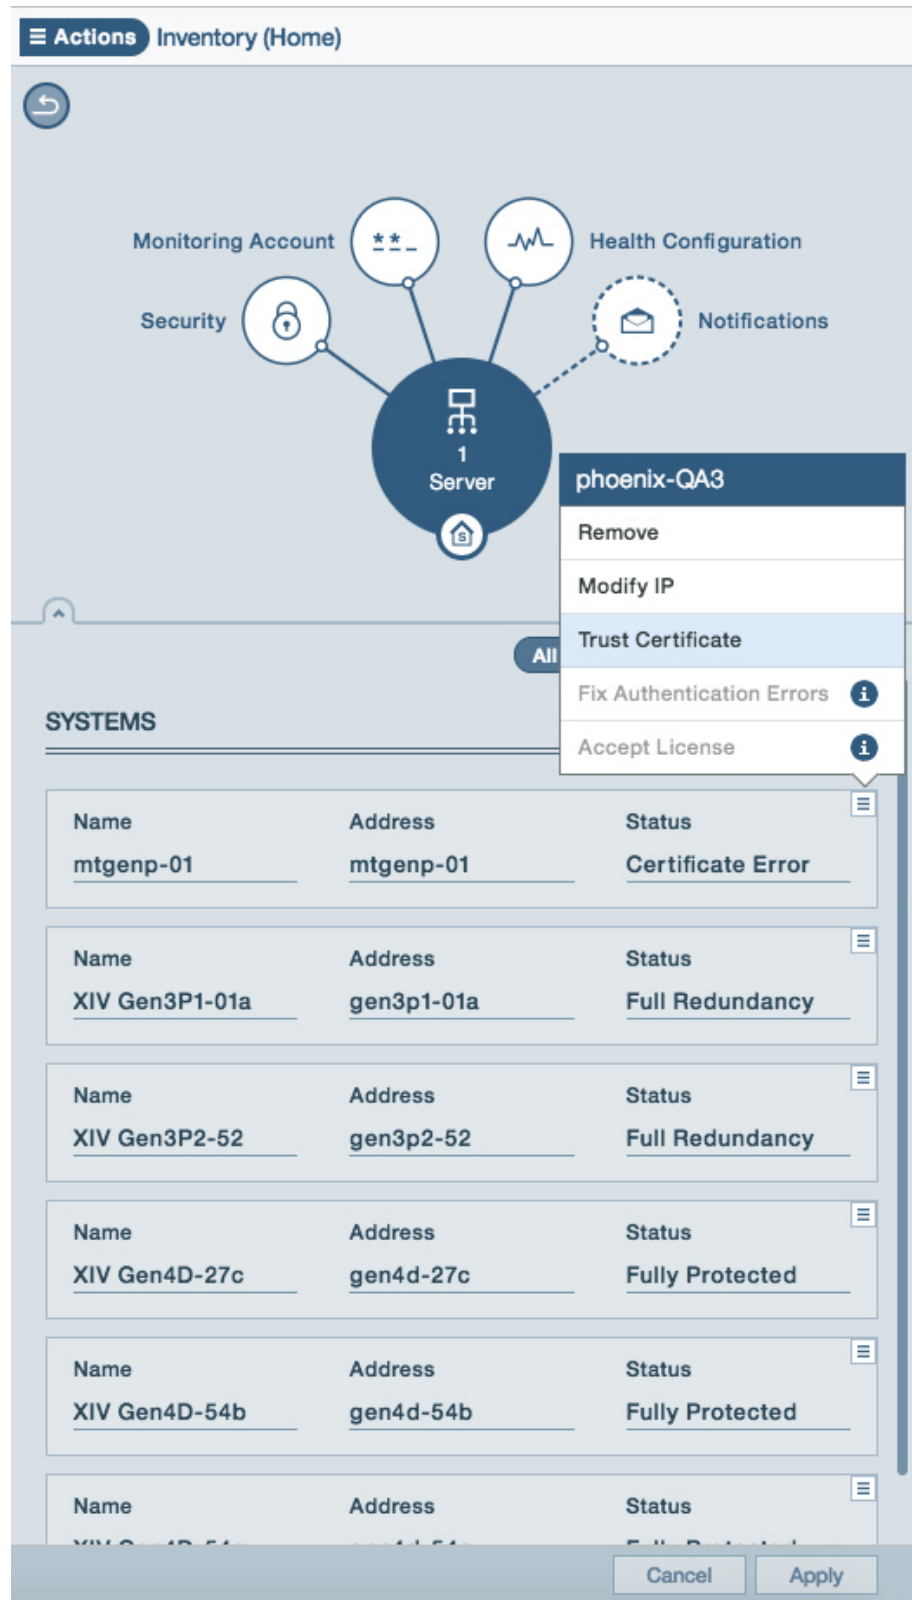 Actions Inventory (Home)
Monitoring Account
**_
Health Configuration
Security
Notifications
1
Server
S
phoenix-QA3
Remove
Modify IP
Trust Certificate
Fix Authentication Errors i
Accept License i
All
SYSTEMS
Name Address Status
mtgenp-01 mtgenp-01 Certificate Error
Name Address Status
XIV Gen3P1-01a gen3p1-01a Full Redundancy
Name Address Status
XIV Gen3P2-52 gen3p2-52 Full Redundancy
Name Address Status
XIV Gen4D-27c gen4d-27c Fully Protected
Name Address Status
XIV Gen4D-54b gen4d-54b Fully Protected
Name Address Status
Cancel Apply